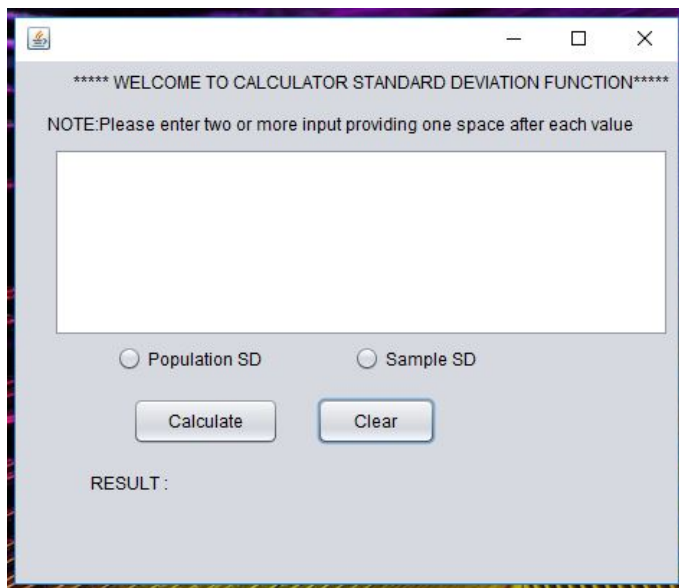 ***** WELCOME TO CALCULATOR STANDARD DEVIATION FUNCTION*****
NOTE:Please enter two or more input providing one space after each value
Population SD Sample SD
Calculate Clear
RESULT :